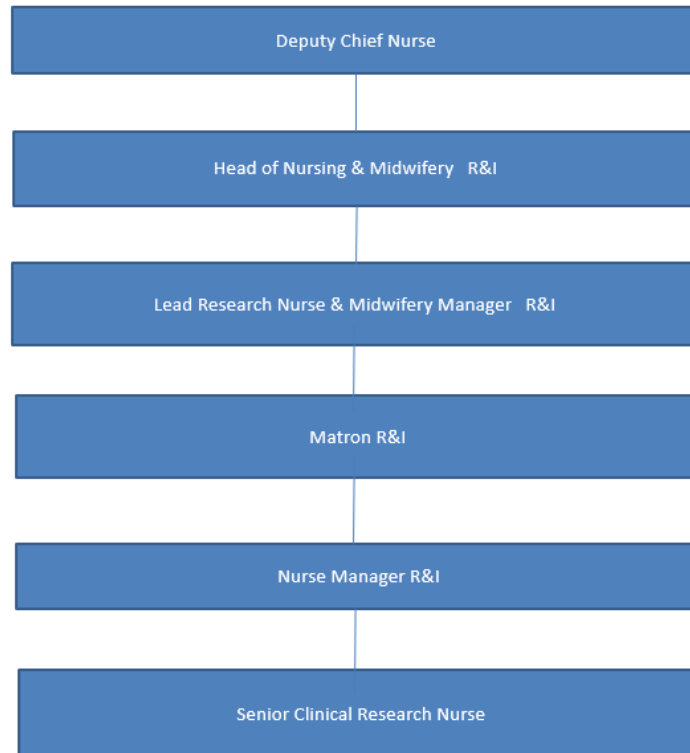 Deputy Chief Nurse
Head of Nursing & Midwifery   R&I
Lead Research Nurse & Midwifery Manager   R&I
Matron R&I
Nurse Manager R&I
Senior Clinical Research Nurse